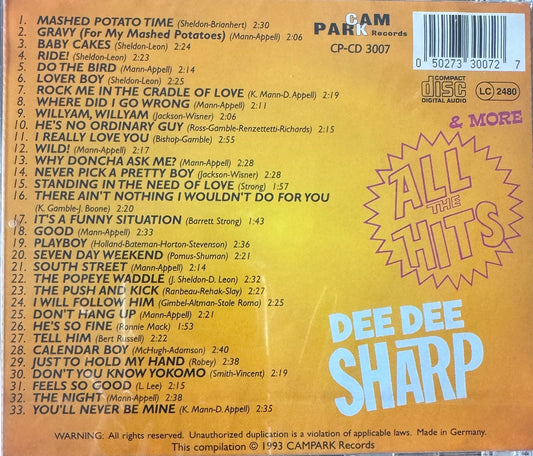 1. MASHED POTATO TIME (Sheldon-Brianhert) 2:30
2. GRAVY (For My Mashed Potatoes) (Mann-Appell) 2:06
3. BABY CAKES (Sheldon-Leon) 2:24
4. RIDE! (Sheldon-Leon) 2:23
5. DO THE BIRD (Mann-Appell) 2:14
6. LOVER BOY (Sheldon-Leon) 2:25
7. ROCK ME IN THE CRADLE OF LOVE (K. Mann-D. Appell) 2:19
8. WHERE DID I GO WRONG (Mann-Appell) 2:11
9. WILLYAM, WILLYAM (Jackson-Wisner) 2:06
10. HE'S NO ORDINARY GUY (Ross-Gamble-Renzettetti-Richards) 2:15
11. I REALLY LOVE YOU (Bishop-Gamble) 2:55
12. WILD! (Mann-Appell) 2:17
13. WHY DONCHA ASK ME? (Mann-Appell) 2:28
14. NEVER PICK A PRETTY BOY (Jackson-Wisner) 2:28
15. STANDING IN THE NEED OF LOVE (Strong) 1:57
16. THERE AIN'T NOTHING I WOULDN'T DO FOR YOU
(K. Gamble-J. Boone) 2:20
17. IT'S A FUNNY SITUATION (Barrett Strong) 1:43
18. GOOD (Mann-Appell) 2:33
19. PLAYBOY (Holland-Bateman-Horton-Stevenson) 2:36
20. SEVEN DAY WEEKEND (Pomus-Shuman) 2:21
21. SOUTH STREET (Mann-Appell) 2:14
22. THE POPEYE WADDLE (J. Sheldon-D. Leon) 2:32
23. THE PUSH AND KICK (Ranbeau-Rehak-Slay) 2:27
24. I WILL FOLLOW HIM (Gimbel-Altman-Stole Roma) 2:25
25. DON'T HANG UP (Mann-Appell) 2:21
26. HE'S SO FINE (Ronnie Mack) 1:53
27. TELL HIM (Bert Russell) 2:22
28. CALENDAR BOY (McHugh-Adamson) 2:40
29. JUST TO HOLD MY HAND (Robey) 2:38
30. DON'T YOU KNOW YOKOMO (Smith-Vincent) 2:19
31. FEELS SO GOOD (L. Lee) 2:15
32. THE NIGHT (Mann-Appell) 2:38
33. YOU'LL NEVER BE MINE (K. Mann-D. Appell) 2:35
CAM
PARK Records
CP-CD 3007
0 50273 30072 7
COMPACT
disc
DIGITAL AUDIO
LC 2480
& MORE
ALL
THE
HITS
DEE DEE
SHARP
WARNING: All rights reserved. Unauthorized duplication is a violation of applicable laws. Made in Germany.
This compilation © 1993 CAMPARK Records